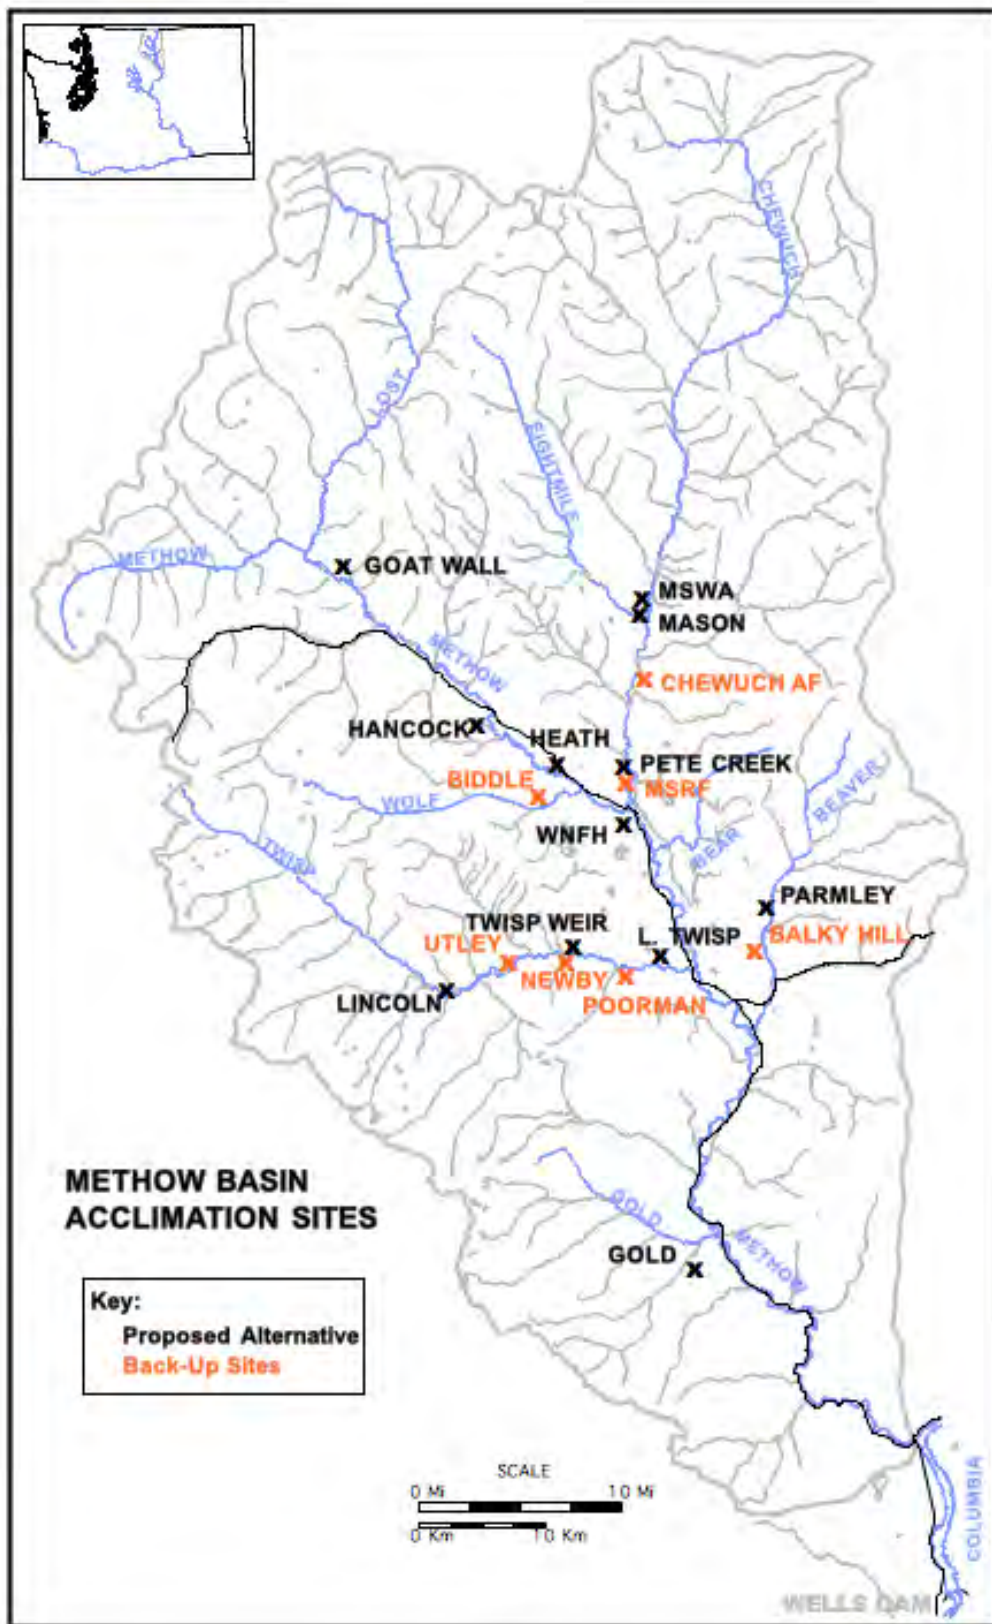 CHEWUCH
LOST
EIGHTMILE
METHOW
GOAT WALL
MSWA
MASON
METHOW
CHEWUCH AF
HANCOCK
HEATH
PETE CREEK
BIDDLE
MSRF
BEAVER
WOLF
WNFH
BEAR
TWISP
PARMLEY
TWISP WEIR
L. TWISP
BALKY HILL
UTLEY
NEWBY
POORMAN
LINCOLN
METHOW BASIN
ACCLIMATION SITES
GOLD
METHOW
GOLD
Key:
Proposed Alternative
Back-Up Sites
SCALE
0 Mi 10 Mi
0 Km 10 Km
COLUMBIA
WELLS DAM